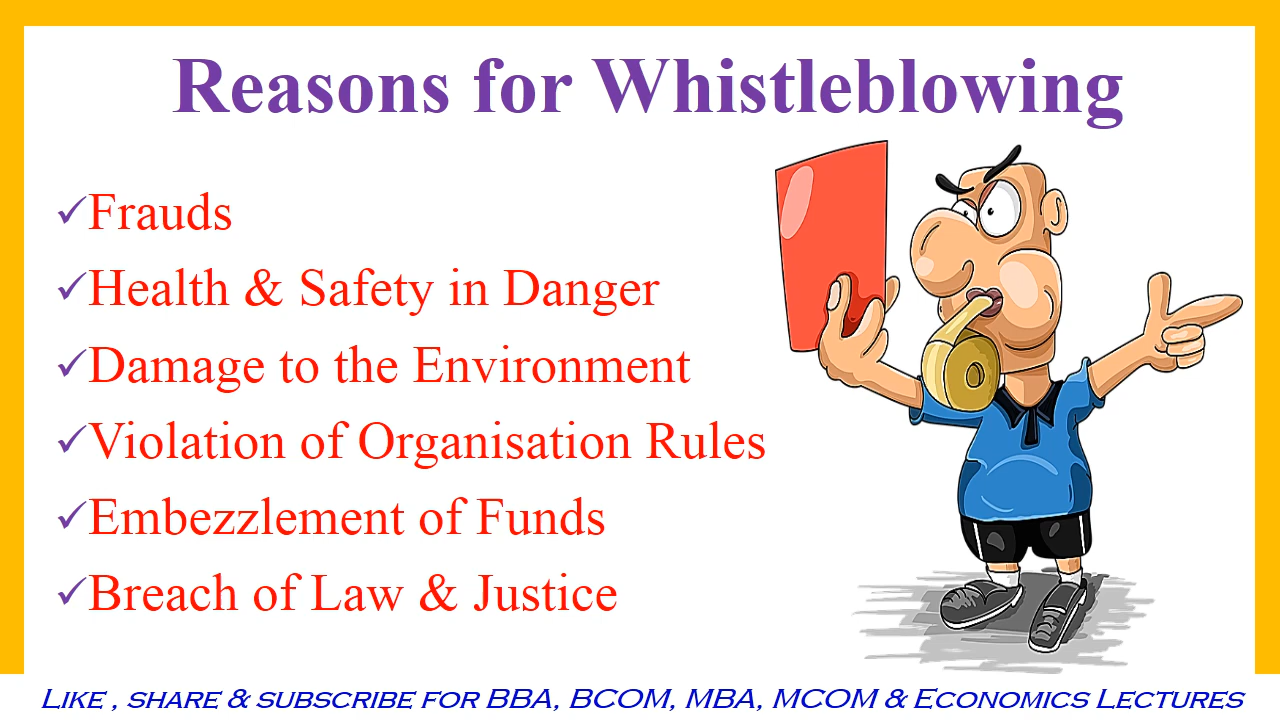 Reasons for Whistleblowing
✓Frauds
✓Health & Safety in Danger
✓Damage to the Environment
✓Violation of Organisation Rules
✓Embezzlement of Funds
✓Breach of Law & Justice
Like , share & subscribe for BBA, BCOM, MBA, MCOM & Economics Lectures